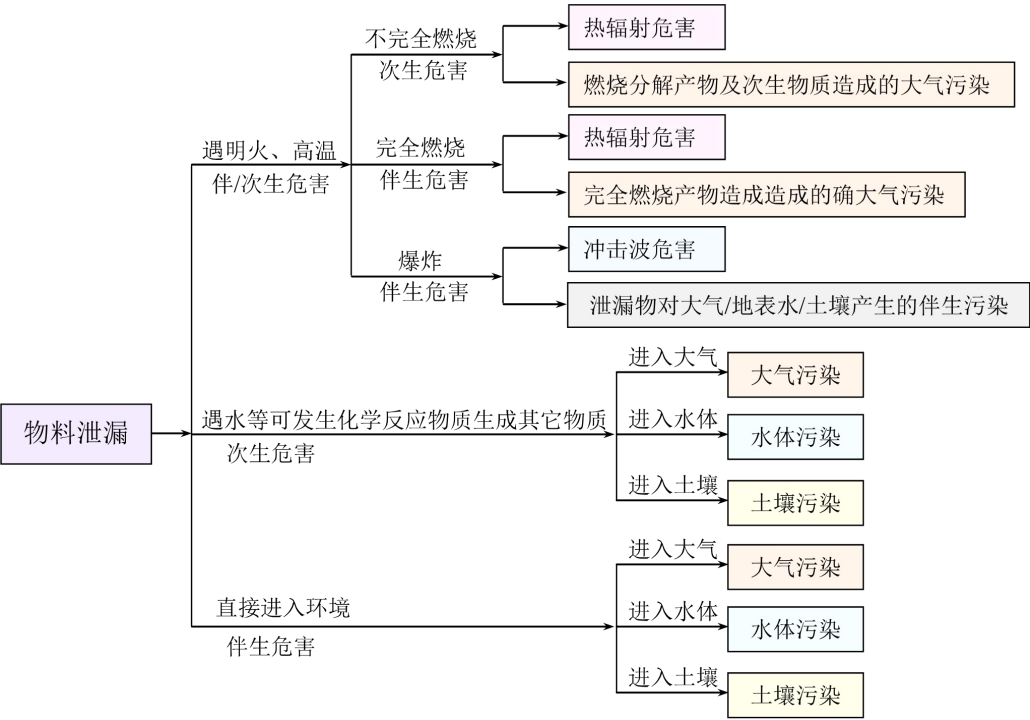 物料泄漏
遇明火、高温
伴/次生危害
不完全燃烧
次生危害
热辐射危害
燃烧分解产物及次生物质造成的大气污染
完全燃烧
伴生危害
热辐射危害
完全燃烧产物造成造成的确大气污染
爆炸
伴生危害
冲击波危害
泄漏物对大气/地表水/土壤产生的伴生污染
遇水等可发生化学反应物质生成其它物质
次生危害
进入大气
大气污染
进入水体
水体污染
进入土壤
土壤污染
直接进入环境
伴生危害
进入大气
大气污染
进入水体
水体污染
进入土壤
土壤污染